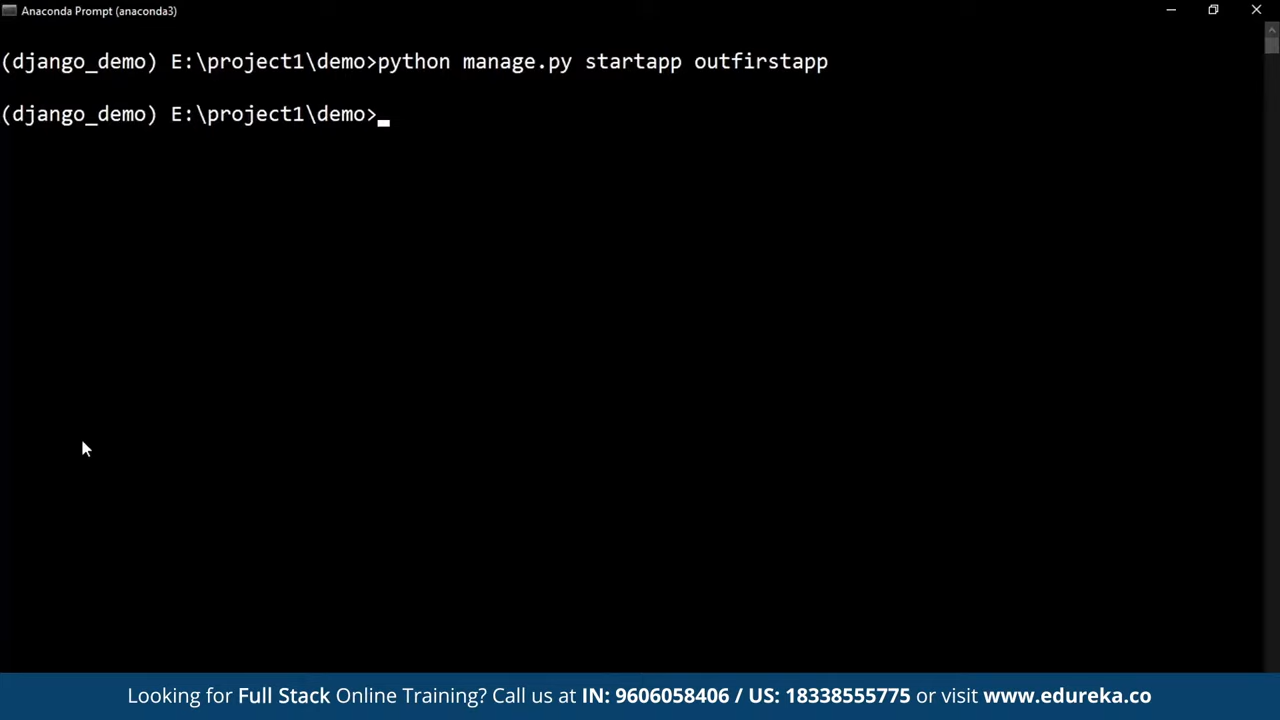 Anaconda Prompt (anaconda3)
(django_demo) E:\project1\demo>python manage.py startapp outfirstapp
(django_demo) E:\project1\demo>
Looking for Full Stack Online Training? Call us at IN: 9606058406 / US: 18338555775 or visit www.edureka.co